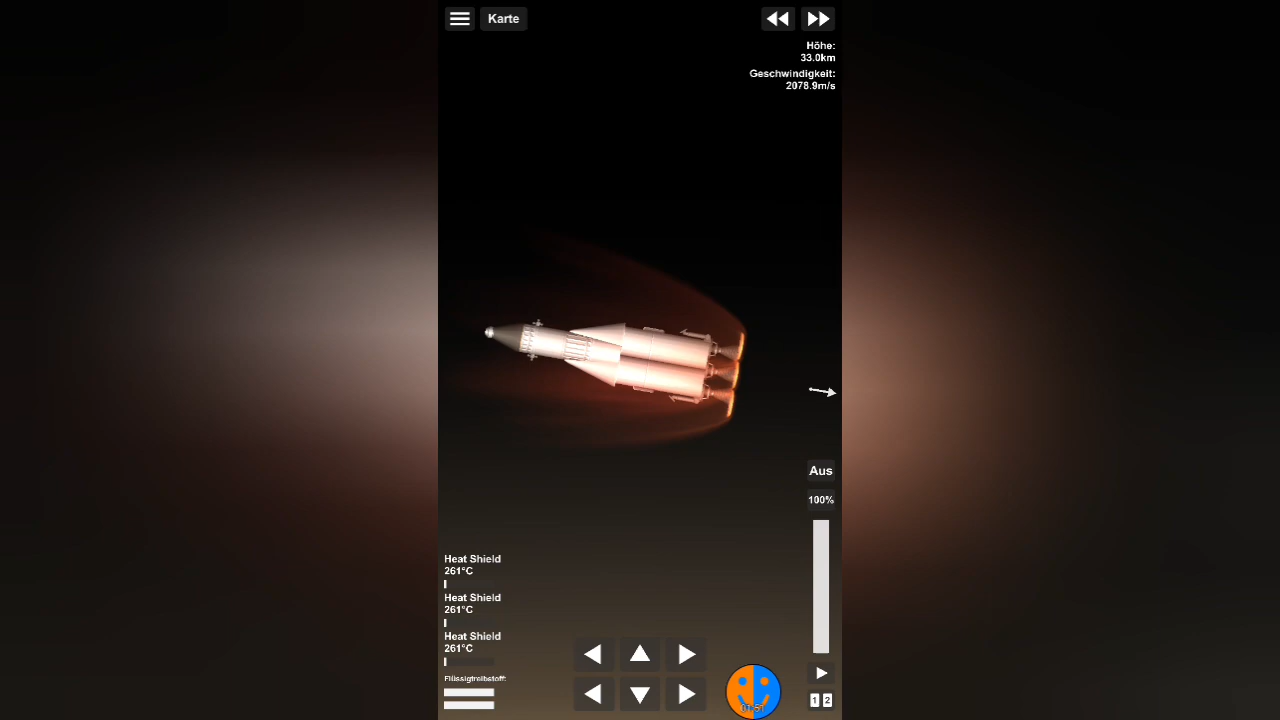 Karte
Höhe:
33.0km
Geschwindigkeit:
2078.9m/s
Aus
100%
Heat Shield
261°C
Heat Shield
261°C
Heat Shield
261°C
Flüssigtreibstoff:
1 2